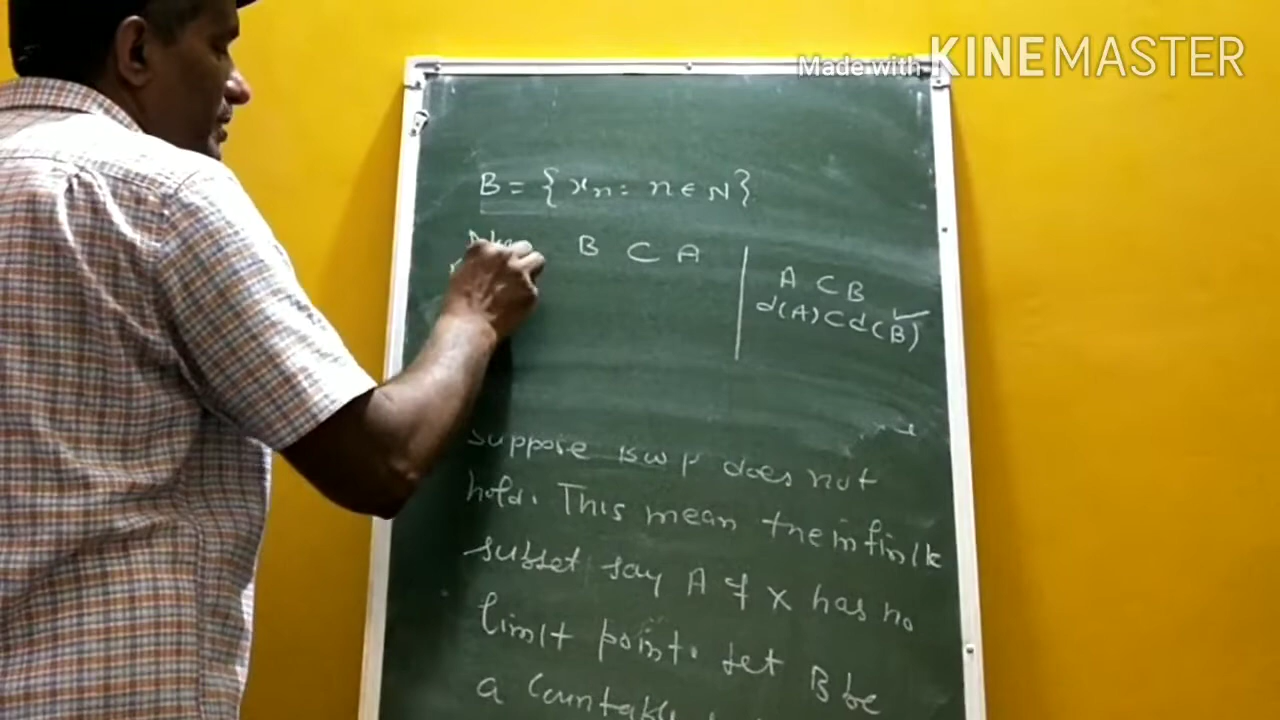 Made with KINEMASTER
B = { xn : n ∈ N }
B ⊂ A
A ⊂ B
d(A) ⊂ d(B) ✓
suppose BWP does not
hold. This mean the infinite
subset say A of X has no
limit point. Let B be
a